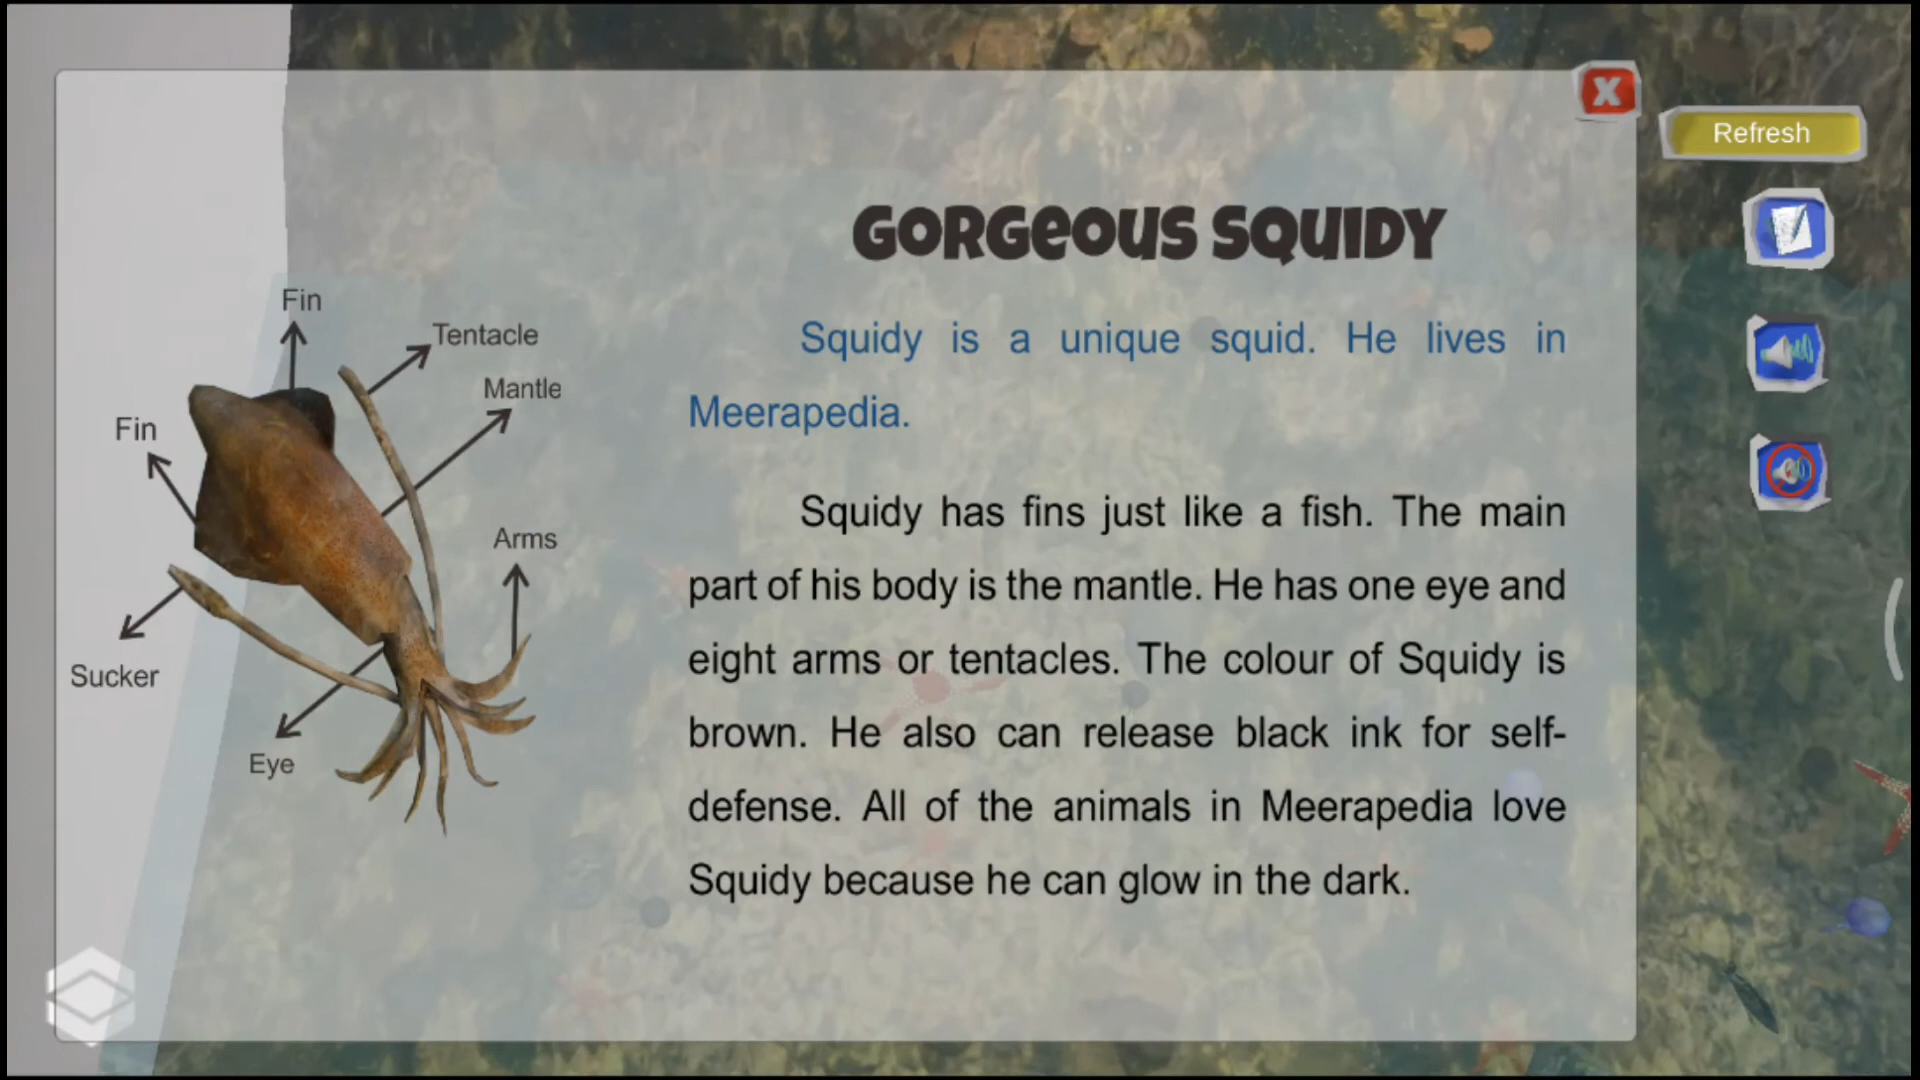 GORGEOUS SQUIDY
Refresh
Squidy is a unique squid. He lives in
Meerapedia.
Squidy has fins just like a fish. The main
part of his body is the mantle. He has one eye and
eight arms or tentacles. The colour of Squidy is
brown. He also can release black ink for self-
defense. All of the animals in Meerapedia love
Squidy because he can glow in the dark.
Fin
Tentacle
Mantle
Fin
Arms
Sucker
Eye